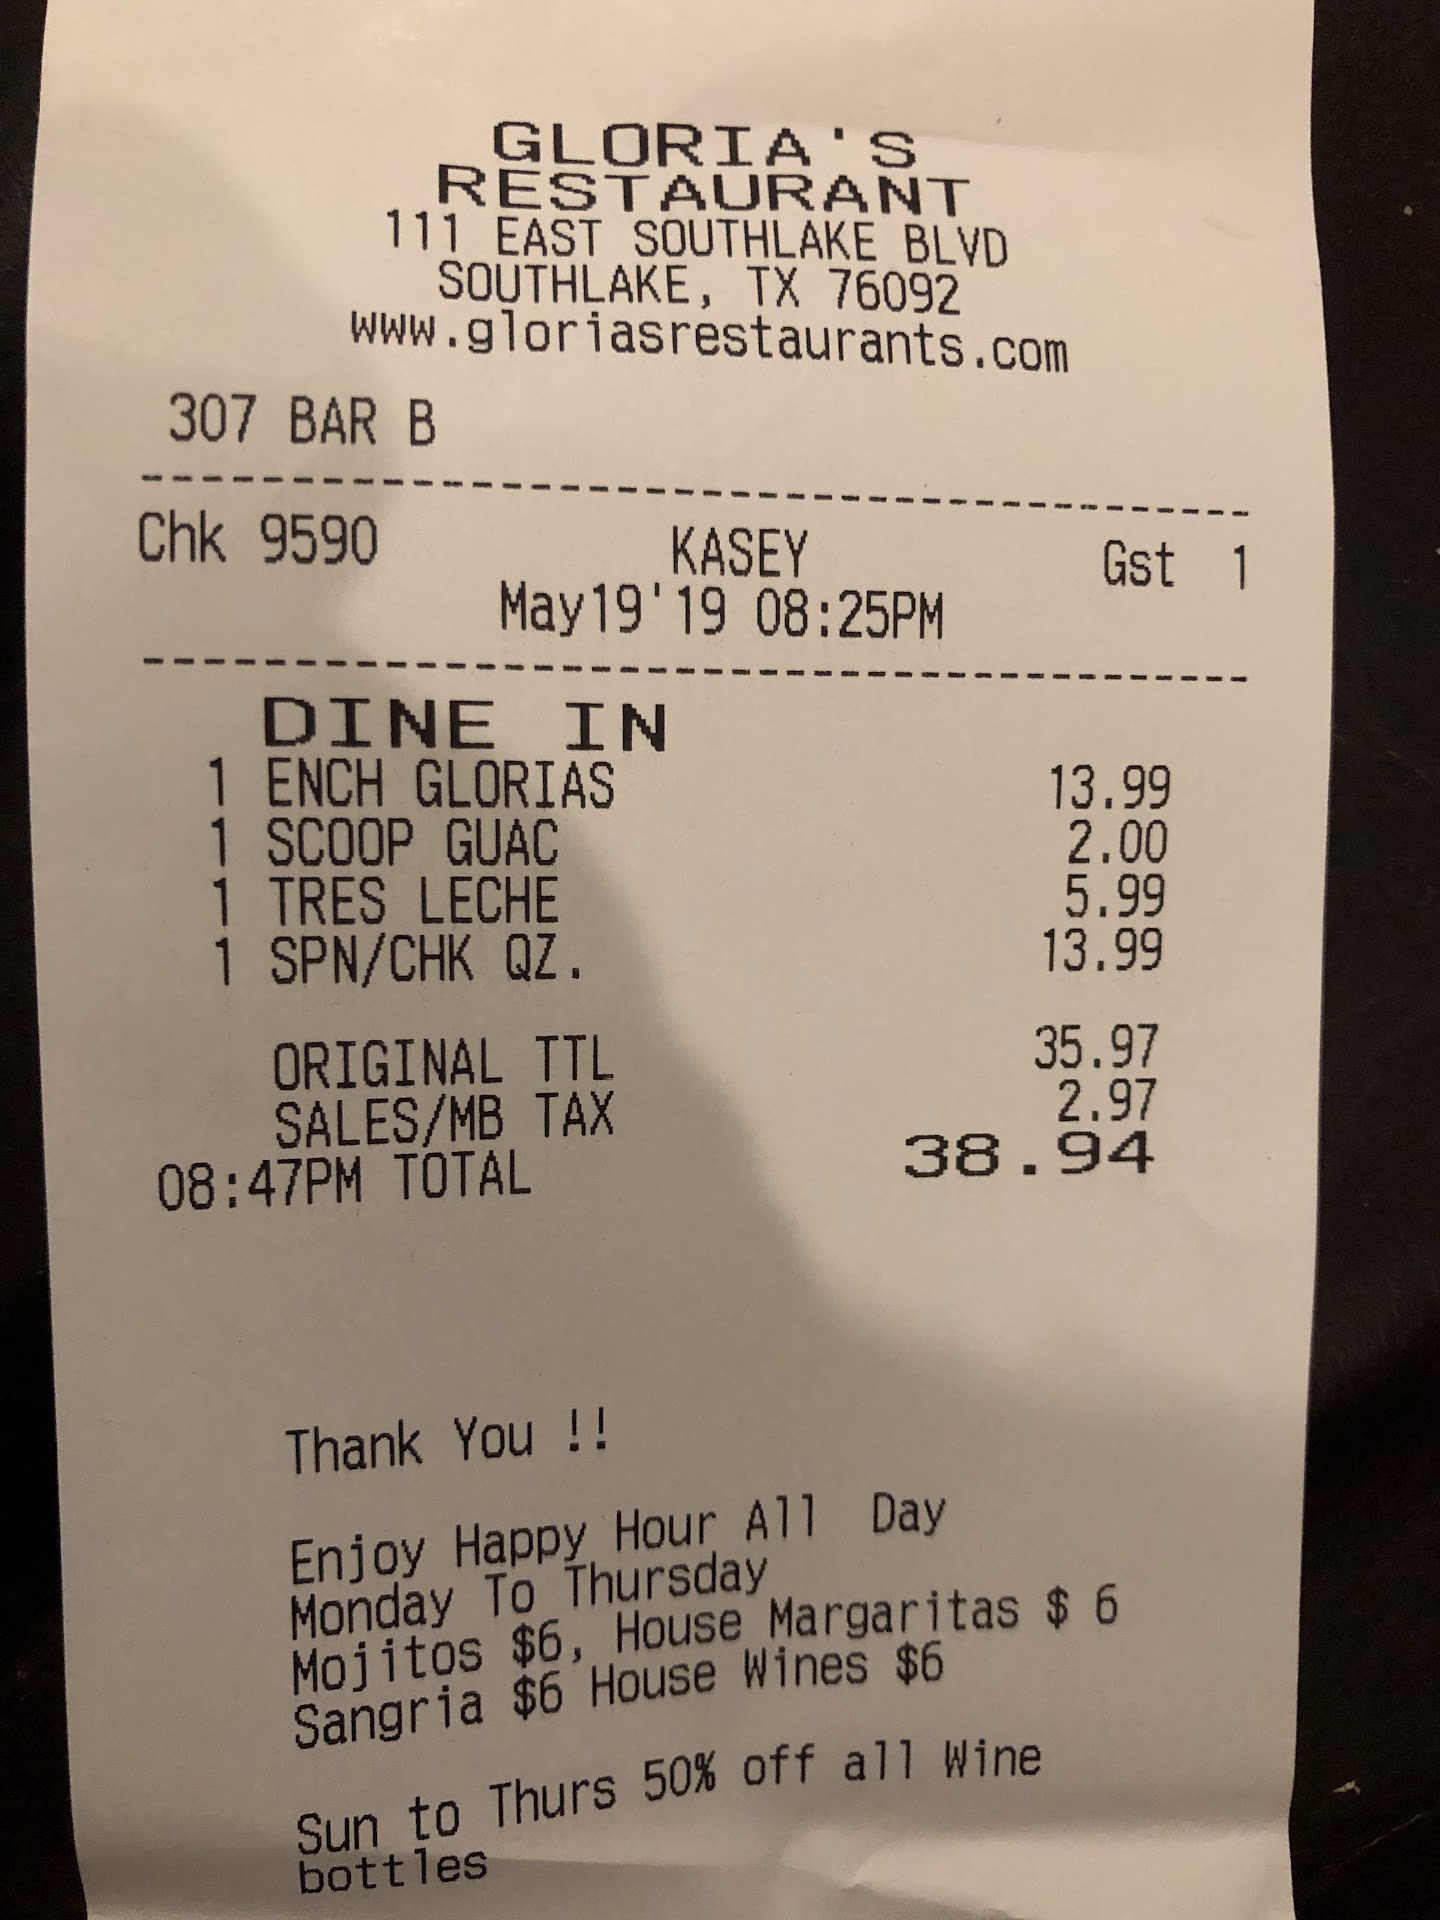 GLORIA'S
RESTAURANT
111 EAST SOUTHLAKE BLVD
SOUTHLAKE, TX 76092
www.gloriasrestaurants.com
307 BAR B
Chk 9590 KASEY Gst 1
May19'19 08:25PM
DINE IN
1 ENCH GLORIAS 13.99
1 SCOOP GUAC 2.00
1 TRES LECHE 5.99
1 SPN/CHK QZ. 13.99
ORIGINAL TTL 35.97
SALES/MB TAX 2.97
08:47PM TOTAL 38.94
Thank You !!
Enjoy Happy Hour All Day
Monday To Thursday
Mojitos $6, House Margaritas $ 6
Sangria $6 House Wines $6
Sun to Thurs 50% off all Wine
bottles